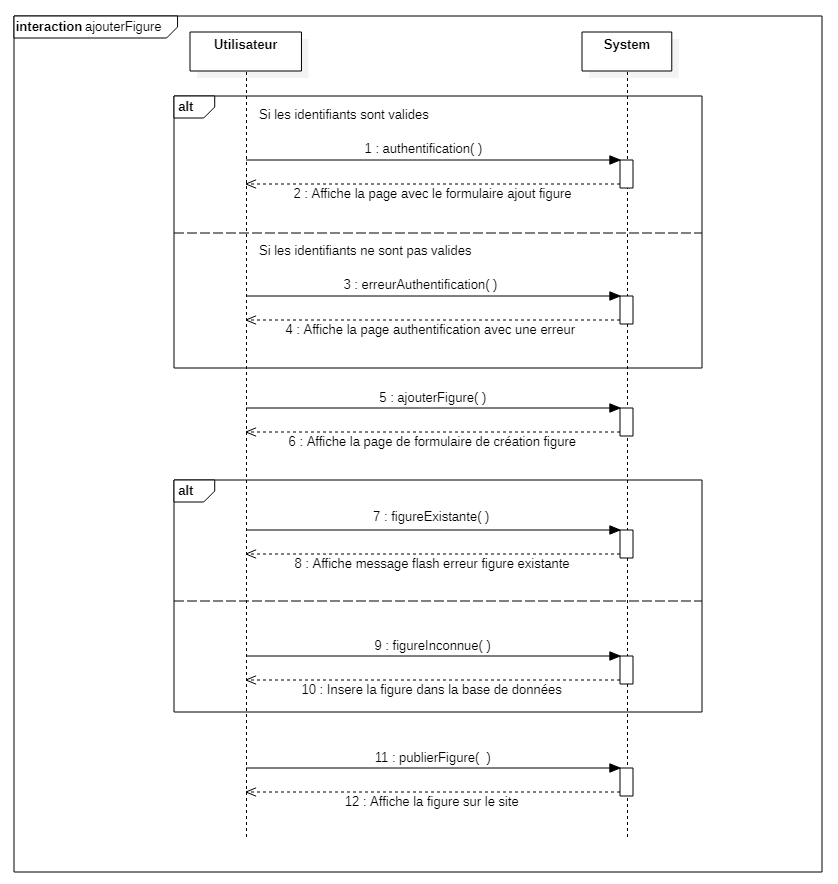 interaction ajouterFigure
Utilisateur
System
alt
Si les identifiants sont valides
1 : authentification( )
2 : Affiche la page avec le formulaire ajout figure
Si les identifiants ne sont pas valides
3 : erreurAuthentification( )
4 : Affiche la page authentification avec une erreur
5 : ajouterFigure( )
6 : Affiche la page de formulaire de création figure
alt
7 : figureExistante( )
8 : Affiche message flash erreur figure existante
9 : figureInconnue( )
10 : Insere la figure dans la base de données
11 : publierFigure(  )
12 : Affiche la figure sur le site